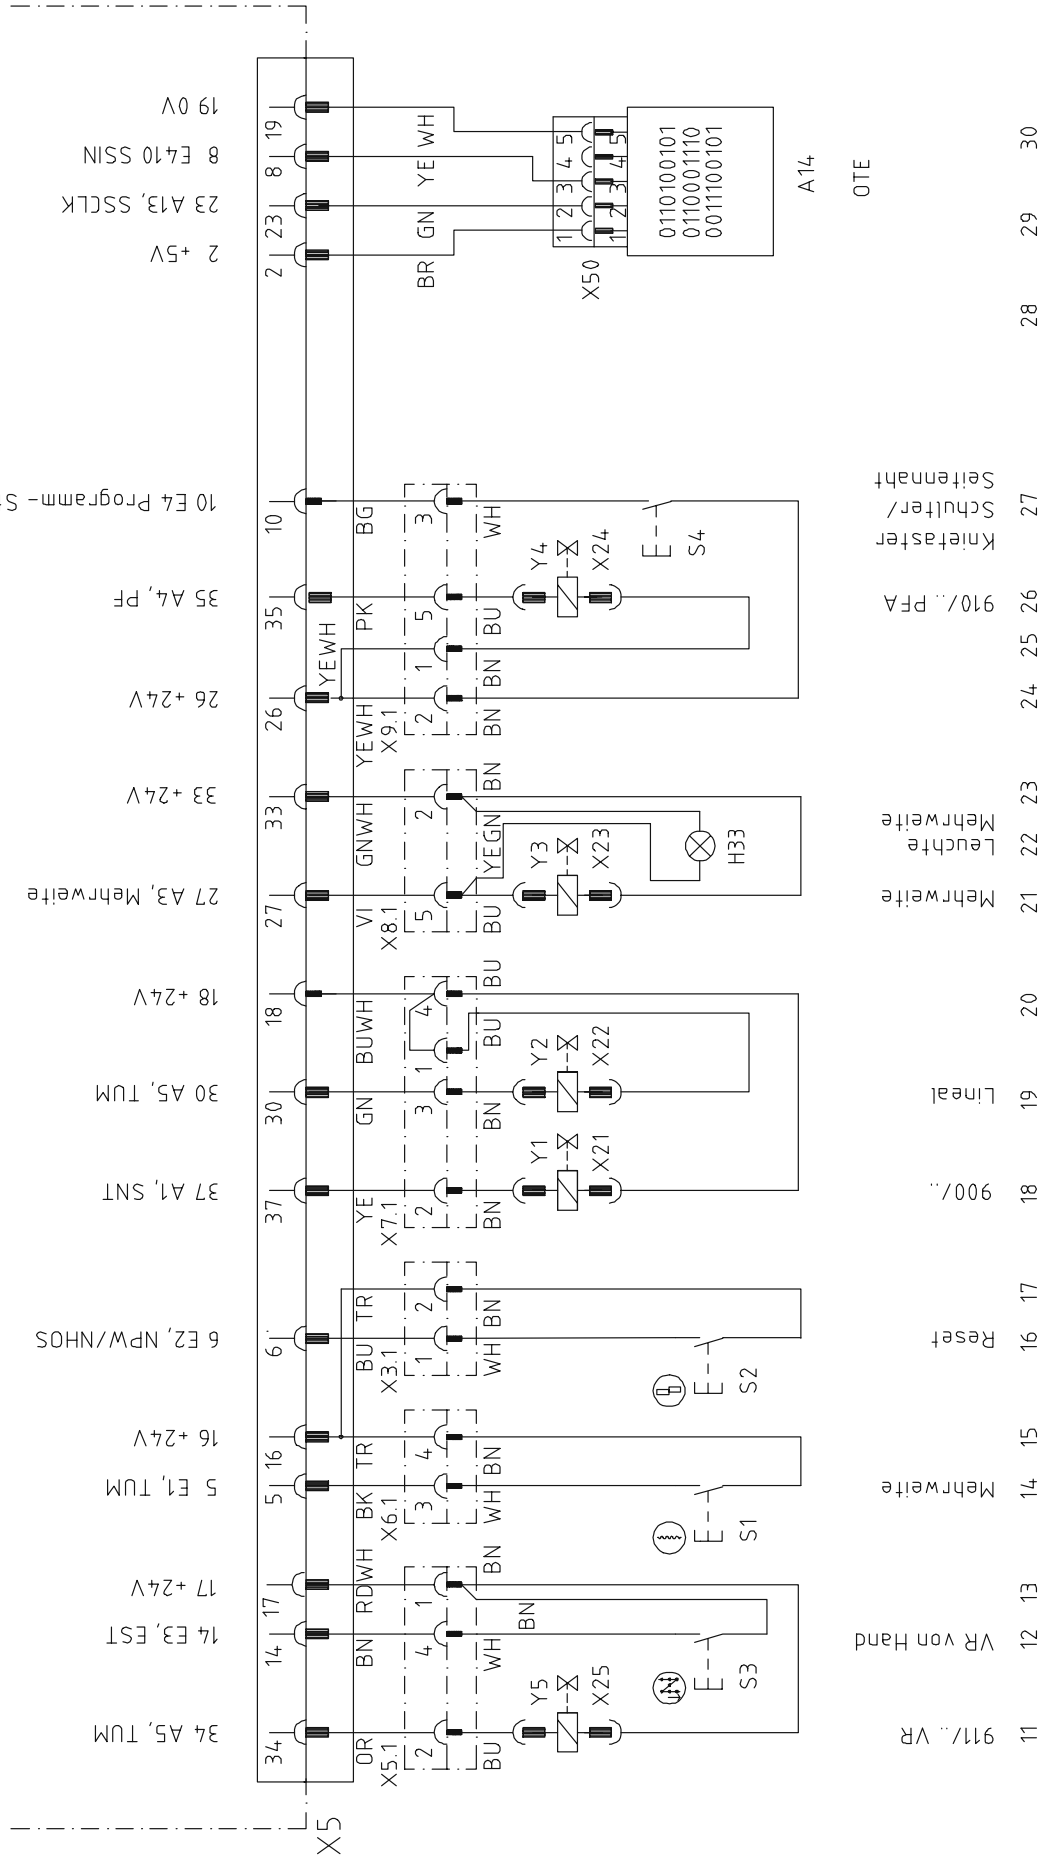 19 0V
8 E410 SSIN
23 A13, SSCLK
2 +5V
10 E4 Programm-S
35 A4, PF
26 +24V
33 +24V
27 A3, Mehrweite
18 +24V
30 A5, TUM
37 A1, SNT
6 E2, NPW/NHOS
16 +24V
5 E1, TUM
17 +24V
14 E3, EST
34 A5, TUM
19
8
23
2
10
35
26
33
27
18
30
37
6
16
5
17
14
34
X5
WH
YE
GN
BR
BG
PK
YEWH
YEWH
GNWH
VI
BUWH
GN
YE
TR
BU
TR
BK
RDWH
BN
OR
X9.1
X8.1
X7.1
X3.1
X6.1
X5.1
3
5
1
2
2
5
4
1
3
2
2
1
4
3
1
4
2
WH
BU
BN
BN
BN
YEGN
BU
BU
BU
BN
BN
BN
WH
BN
WH
BN
BN
WH
BU
5
4
3
2
1
5
4
3
2
1
X50
0110100101
0110001110
0011100101
A14
OTE
Y4
X24
S4
Y3
X23
H33
Y2
X22
Y1
X21
S2
S1
S3
Y5
X25
Knietaster
Schulter/
Seitennaht
910/.. PFA
Leuchte
Mehrweite
Mehrweite
Lineal
900/..
Reset
Mehrweite
VR von Hand
911/.. VR
30
29
28
27
26
25
24
23
22
21
20
19
18
17
16
15
14
13
12
11